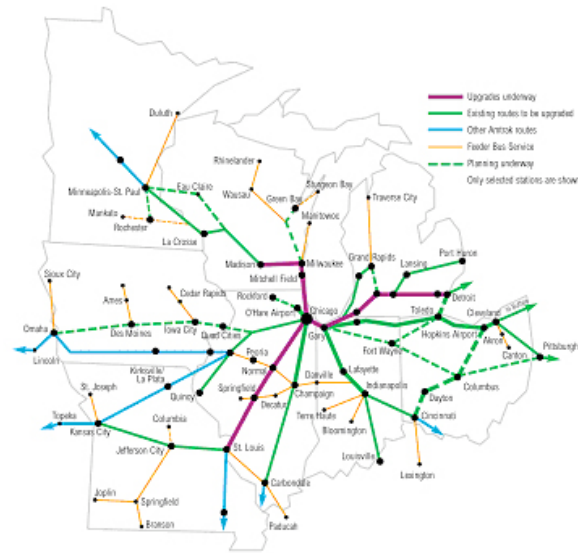 Upgrades underway
Existing routes to be upgraded
Other Amtrak routes
Feeder Bus Service
Planning underway
Only selected stations are show
Duluth
Rhinelander
Sturgeon Bay
Wausau
Green Bay
Traverse City
Minneapolis-St. Paul
Eau Claire
Manitowoc
Mankato
Rochester
La Crosse
Grand Rapids
Lansing
Port Huron
Madison
Milwaukee
Mitchell Field
Sioux City
Rockford
Detroit
Ames
Cedar Rapids
O'Hare Airport
Chicago
Toledo
Cleveland
to Buffalo
Omaha
Des Moines
Iowa City
Quad Cities
Gary
Hopkins Airport
Akron
Fort Wayne
Canton
Pittsburgh
Lincoln
Peoria
Normal
Kirksville/
La Plata
Danville
Lafayette
Indianapolis
Columbus
St. Joseph
Quincy
Springfield
Decatur
Champaign
Dayton
Topeka
Columbia
Terre Haute
Bloomington
Cincinnati
Kansas City
Jefferson City
St. Louis
Louisville
Lexington
Carbondale
Joplin
Springfield
Branson
Paducah